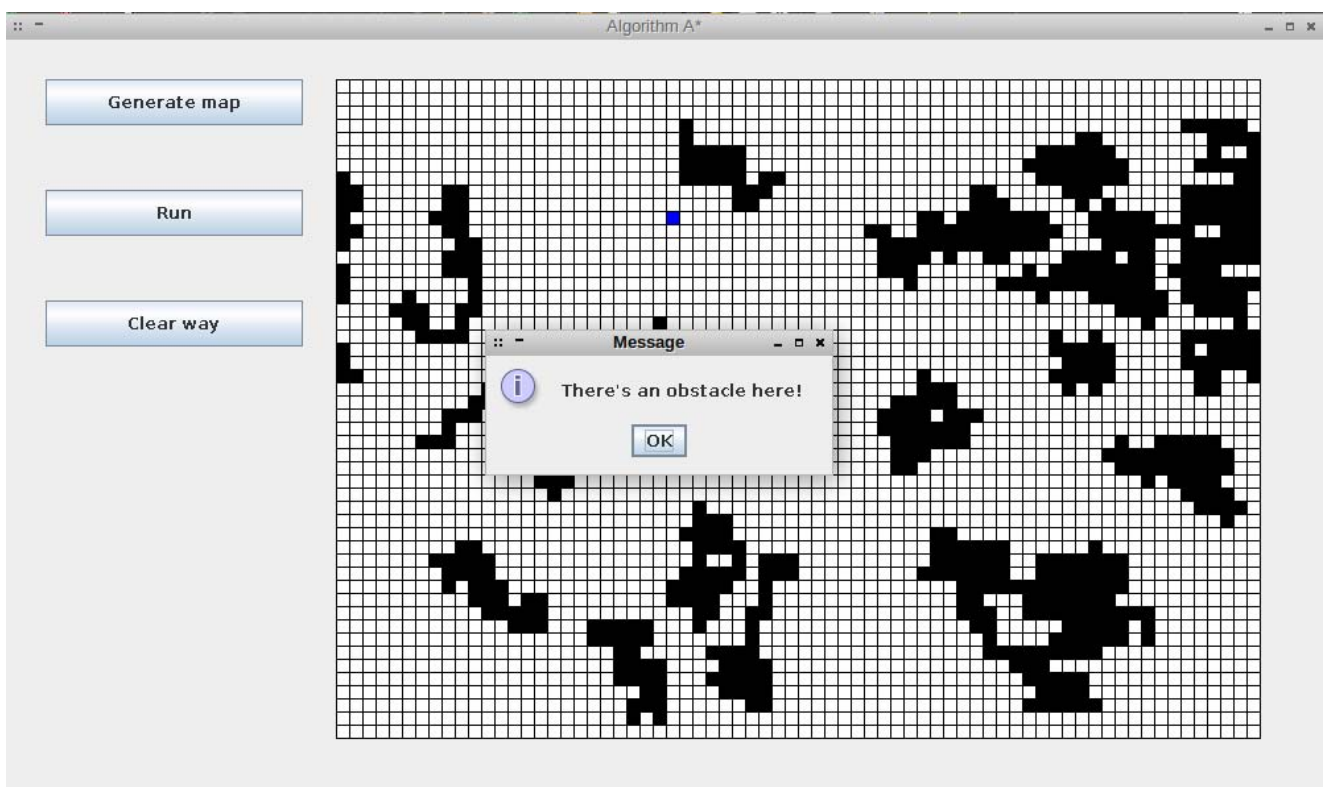 Algorithm A*
Generate map
Run
Clear way
Message
i
There's an obstacle here!
OK